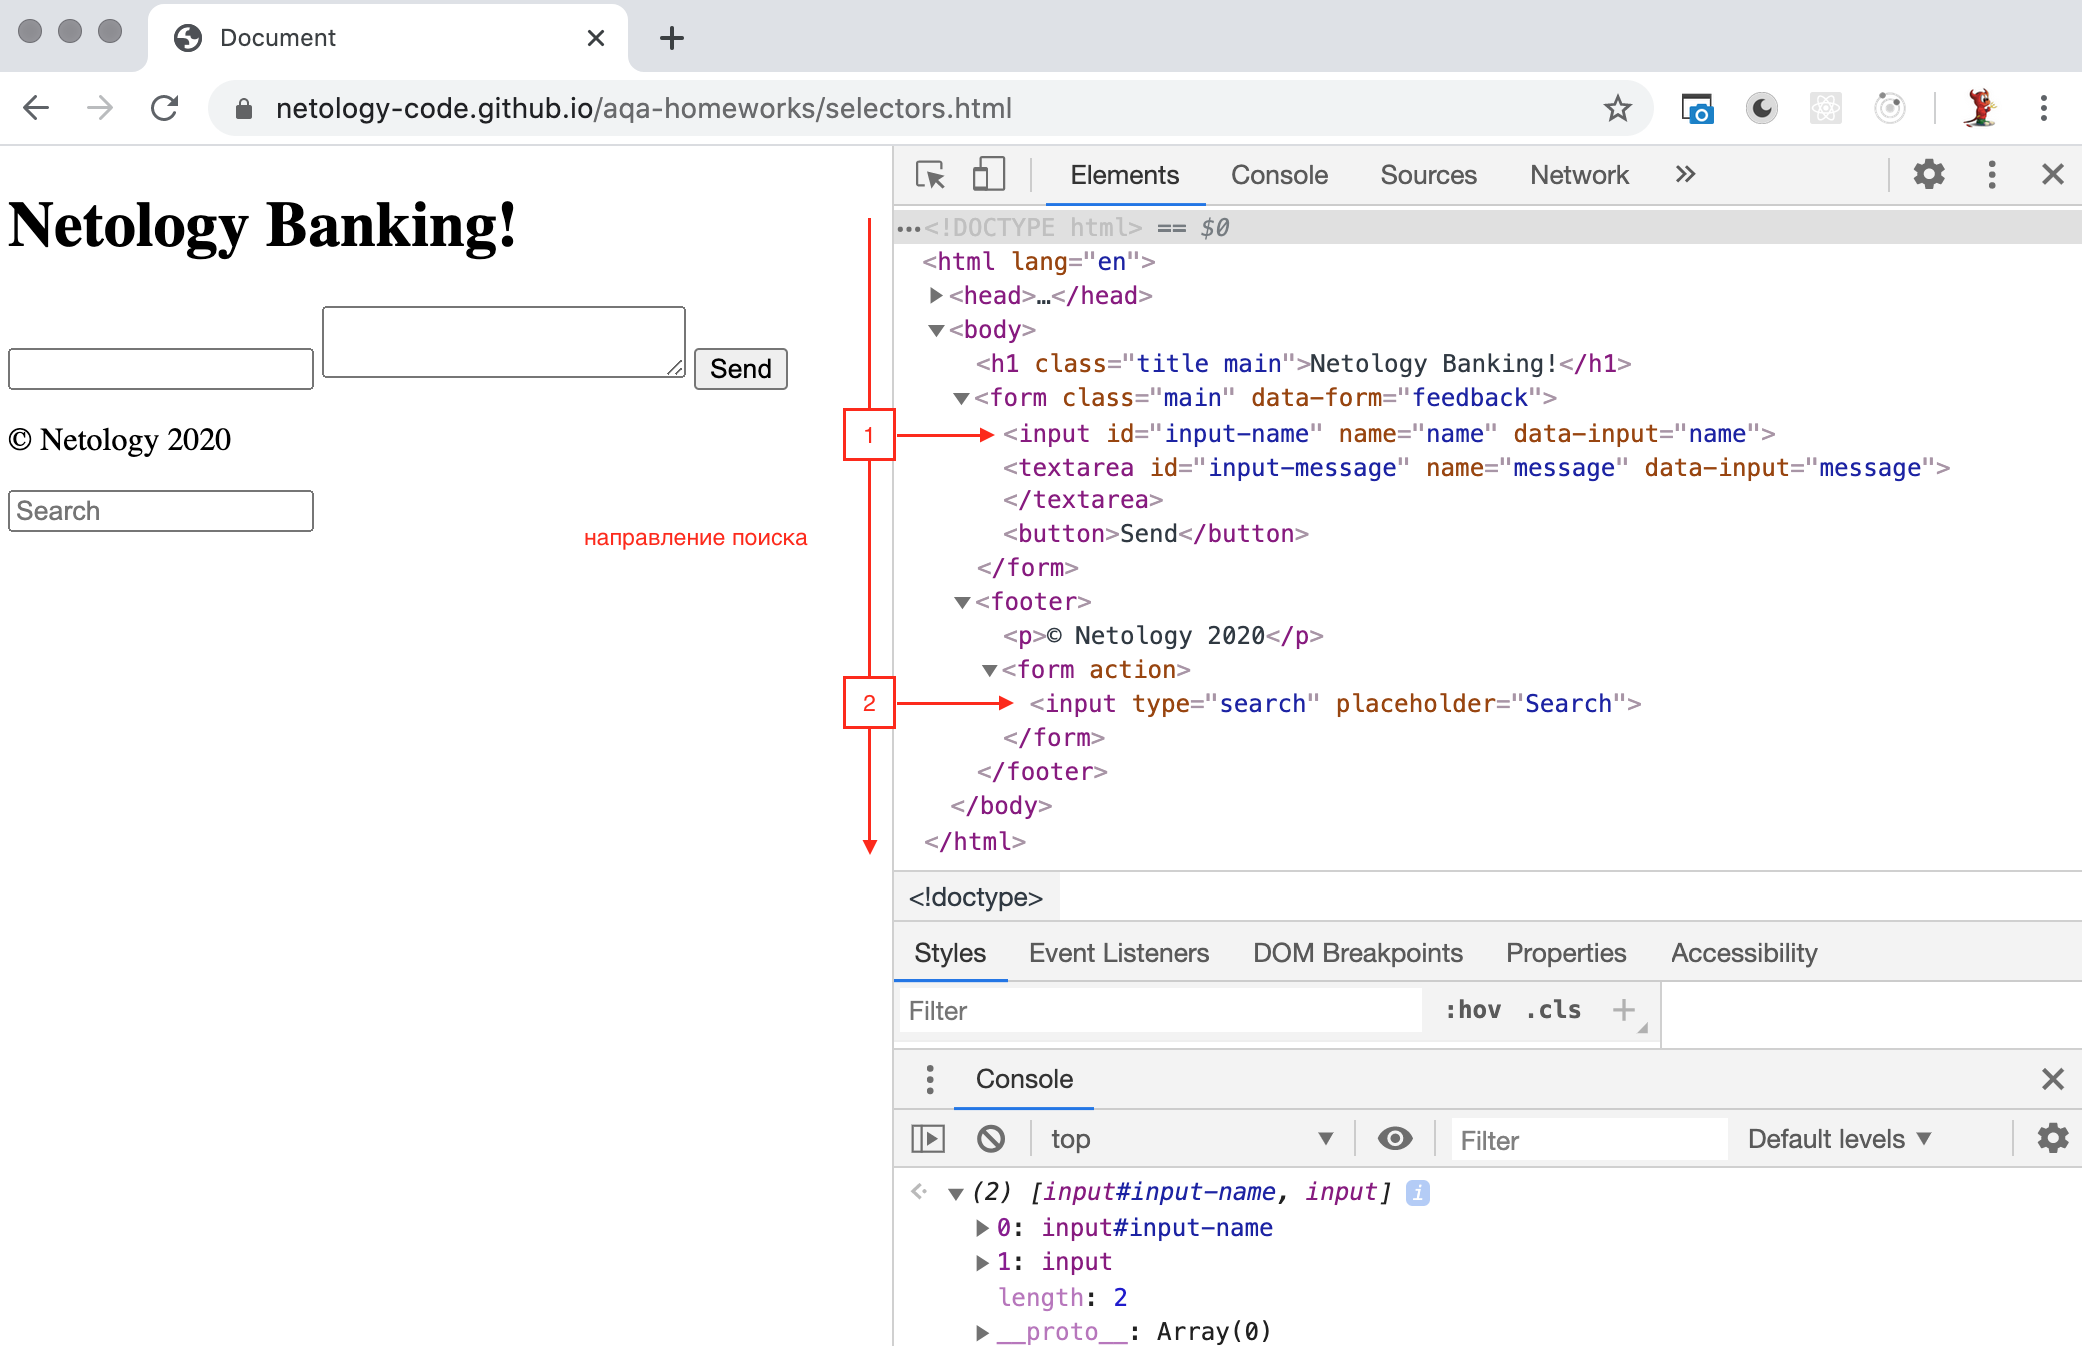 Document
netology-code.github.io/aqa-homeworks/selectors.html
Netology Banking!
Send
© Netology 2020
Search
направление поиска
1
2
Elements Console Sources Network »
<!DOCTYPE html> == $0
<html lang="en">
<head>…</head>
<body>
<h1 class="title main">Netology Banking!</h1>
<form class="main" data-form="feedback">
<input id="input-name" name="name" data-input="name">
<textarea id="input-message" name="message" data-input="message">
</textarea>
<button>Send</button>
</form>
<footer>
<p>© Netology 2020</p>
<form action>
<input type="search" placeholder="Search">
</form>
</footer>
</body>
</html>
<!doctype>
Styles Event Listeners DOM Breakpoints Properties Accessibility
Filter :hov .cls +
Console
top Filter Default levels
(2) [input#input-name, input] i
0: input#input-name
1: input
length: 2
__proto__: Array(0)